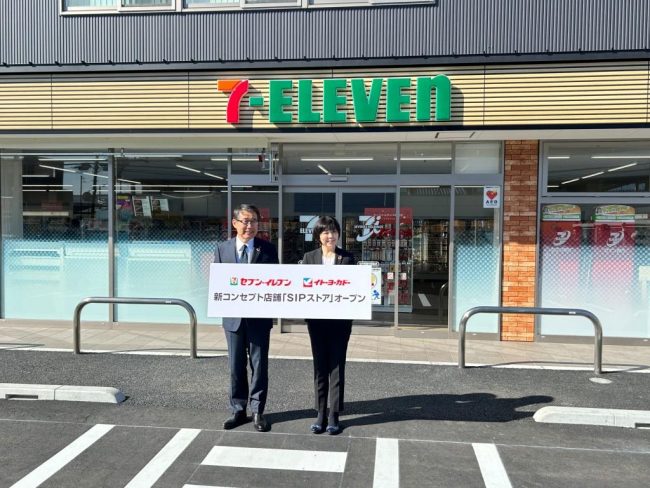 7-ELEVEN
セブン-イレブン イトーヨーカドー
新コンセプト店舗「SIPストア」オープン
AED